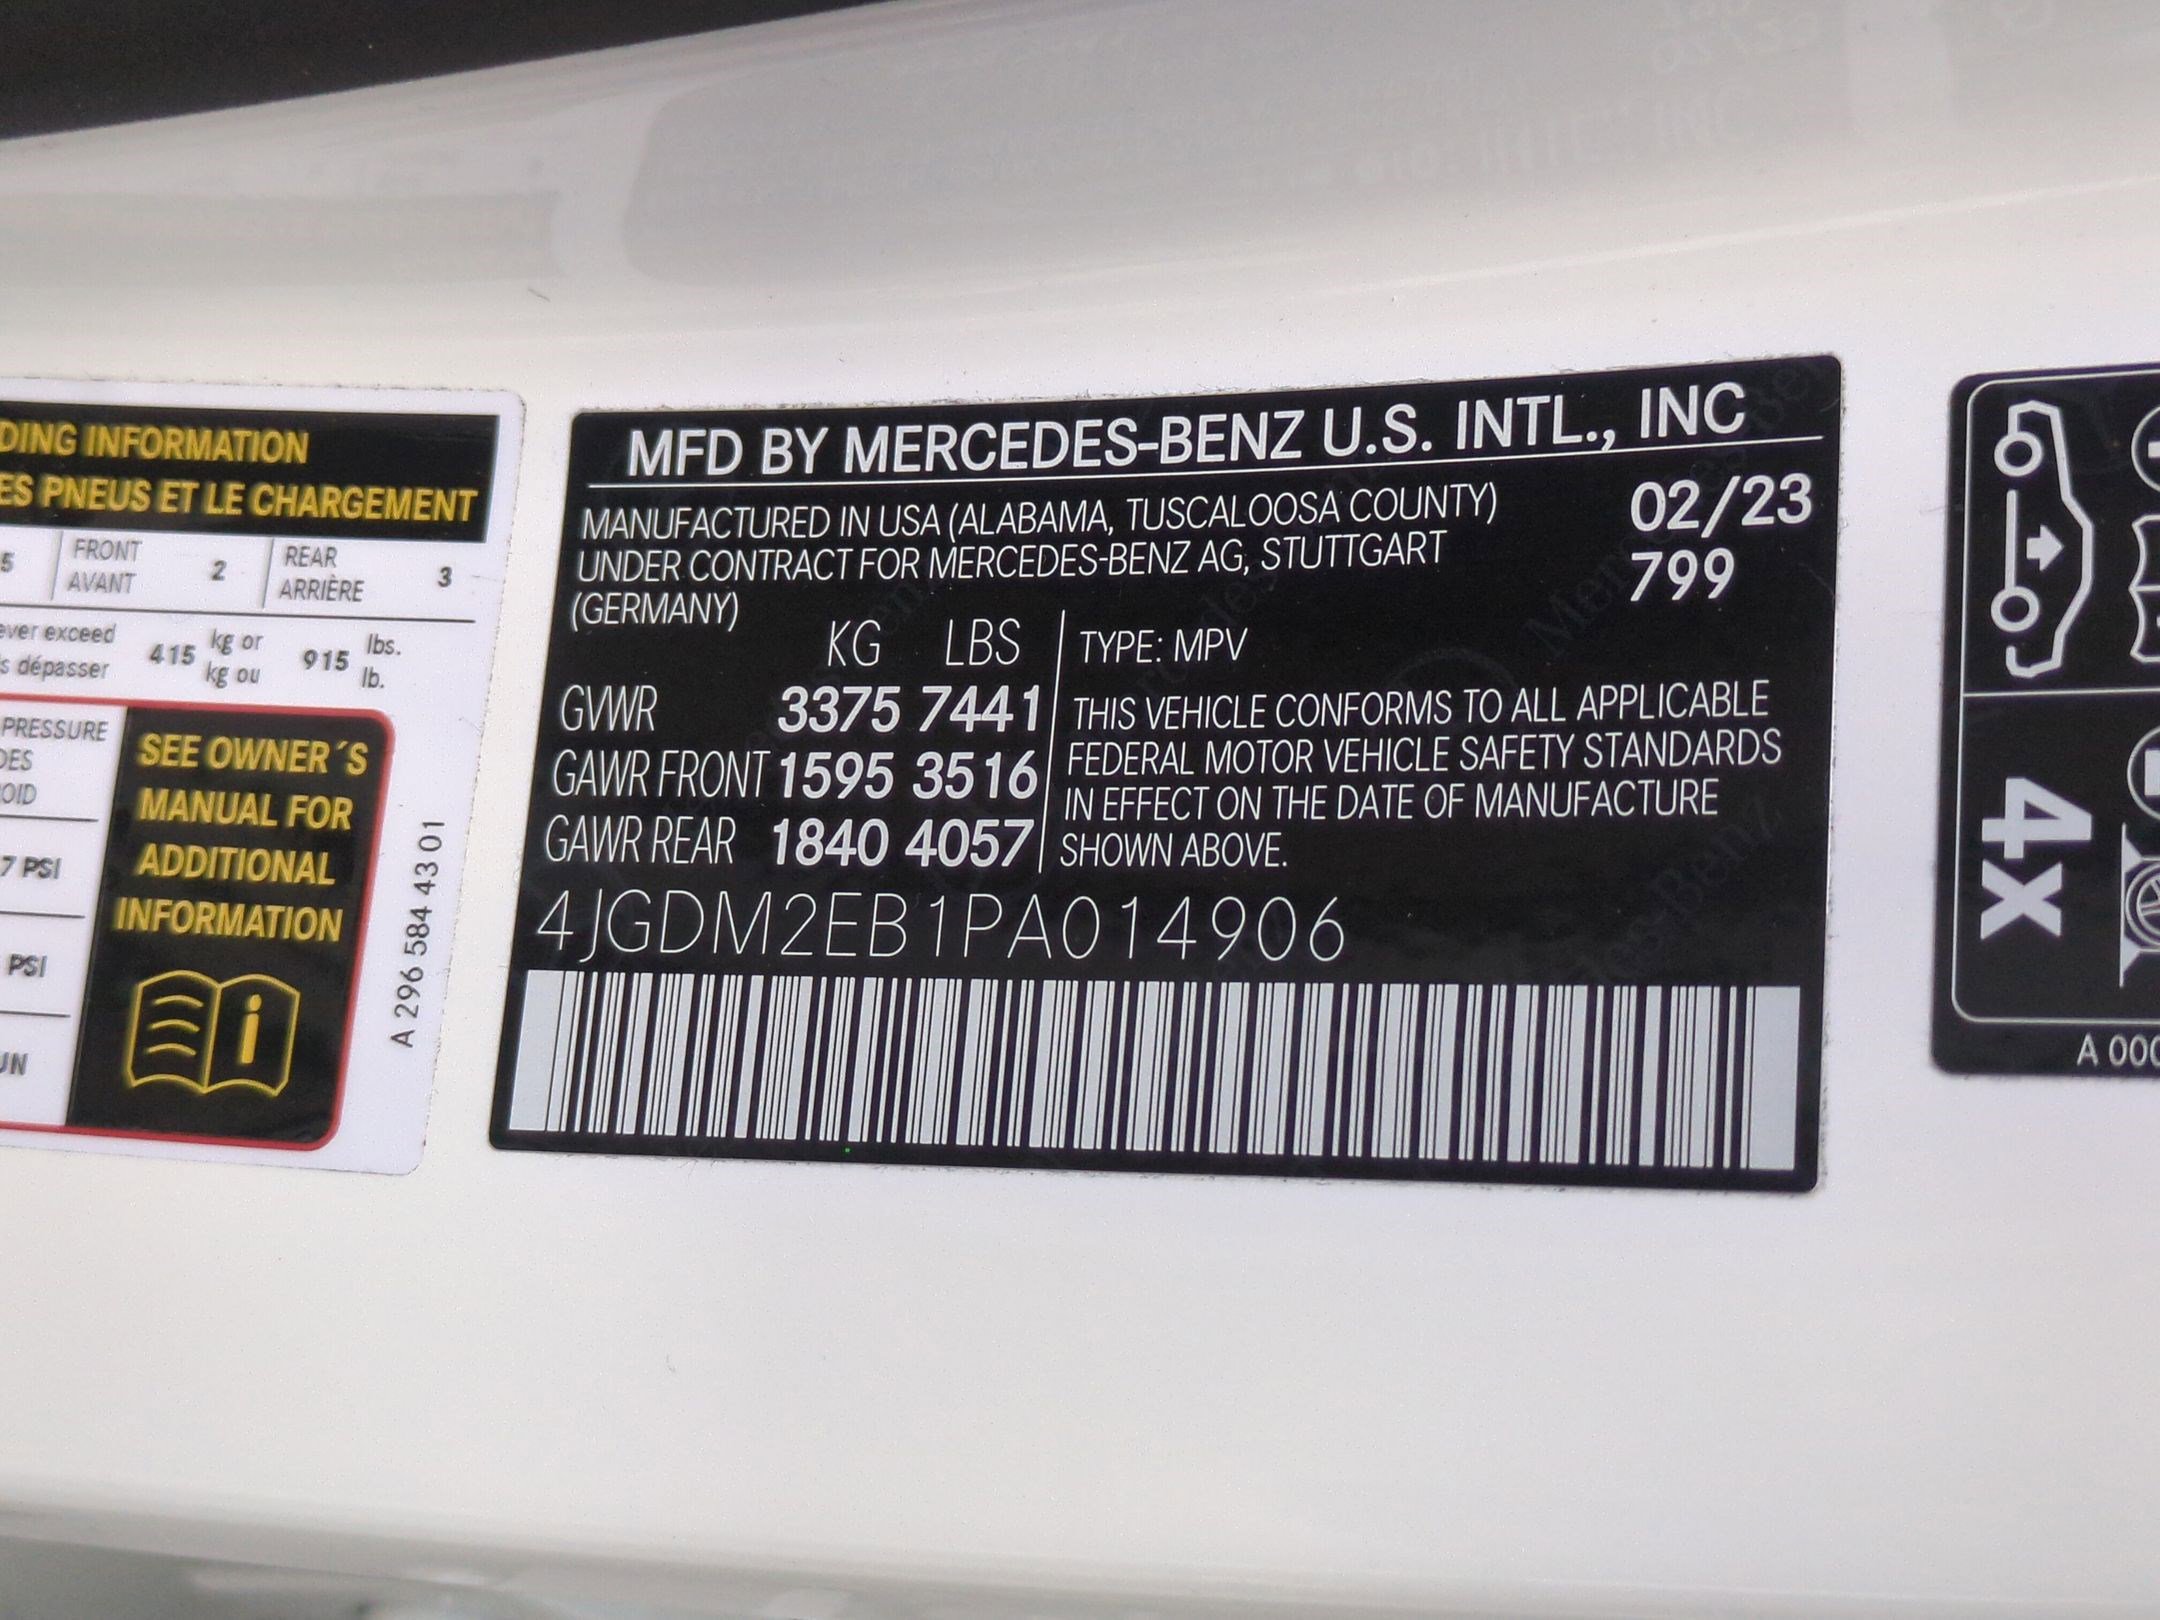 DING INFORMATION
ES PNEUS ET LE CHARGEMENT
5 FRONT AVANT 2 REAR ARRIÈRE 3
ever exceed 415 kg or 915 lbs.
s dépasser kg ou lb.
PRESSURE
DES
OID
7 PSI
PSI
UN
SEE OWNER´S
MANUAL FOR
ADDITIONAL
INFORMATION
i
A 296 584 43 01
MFD BY MERCEDES-BENZ U.S. INTL., INC
MANUFACTURED IN USA (ALABAMA, TUSCALOOSA COUNTY) 02/23
UNDER CONTRACT FOR MERCEDES-BENZ AG, STUTTGART 799
(GERMANY)
KG LBS TYPE: MPV
GVWR 3375 7441
GAWR FRONT 1595 3516
GAWR REAR 1840 4057
THIS VEHICLE CONFORMS TO ALL APPLICABLE
FEDERAL MOTOR VEHICLE SAFETY STANDARDS
IN EFFECT ON THE DATE OF MANUFACTURE
SHOWN ABOVE.
4JGDM2EB1PA014906
4x
A 000